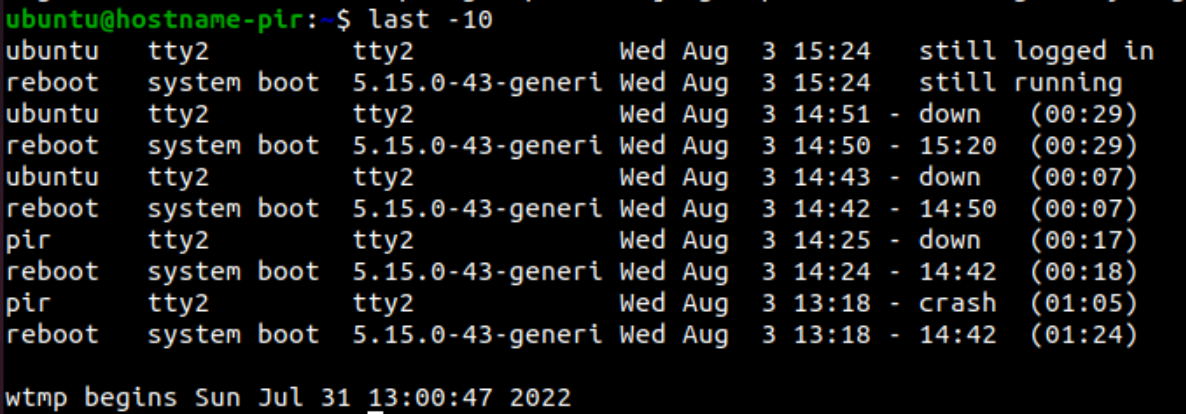 ubuntu@hostname-pir:~$ last -10
ubuntu   tty2         tty2             Wed Aug  3 15:24   still logged in
reboot   system boot  5.15.0-43-generi Wed Aug  3 15:24   still running
ubuntu   tty2         tty2             Wed Aug  3 14:51 - down   (00:29)
reboot   system boot  5.15.0-43-generi Wed Aug  3 14:50 - 15:20  (00:29)
ubuntu   tty2         tty2             Wed Aug  3 14:43 - down   (00:07)
reboot   system boot  5.15.0-43-generi Wed Aug  3 14:42 - 14:50  (00:07)
pir      tty2         tty2             Wed Aug  3 14:25 - down   (00:17)
reboot   system boot  5.15.0-43-generi Wed Aug  3 14:24 - 14:42  (00:18)
pir      tty2         tty2             Wed Aug  3 13:18 - crash  (01:05)
reboot   system boot  5.15.0-43-generi Wed Aug  3 13:18 - 14:42  (01:24)
wtmp begins Sun Jul 31 13:00:47 2022